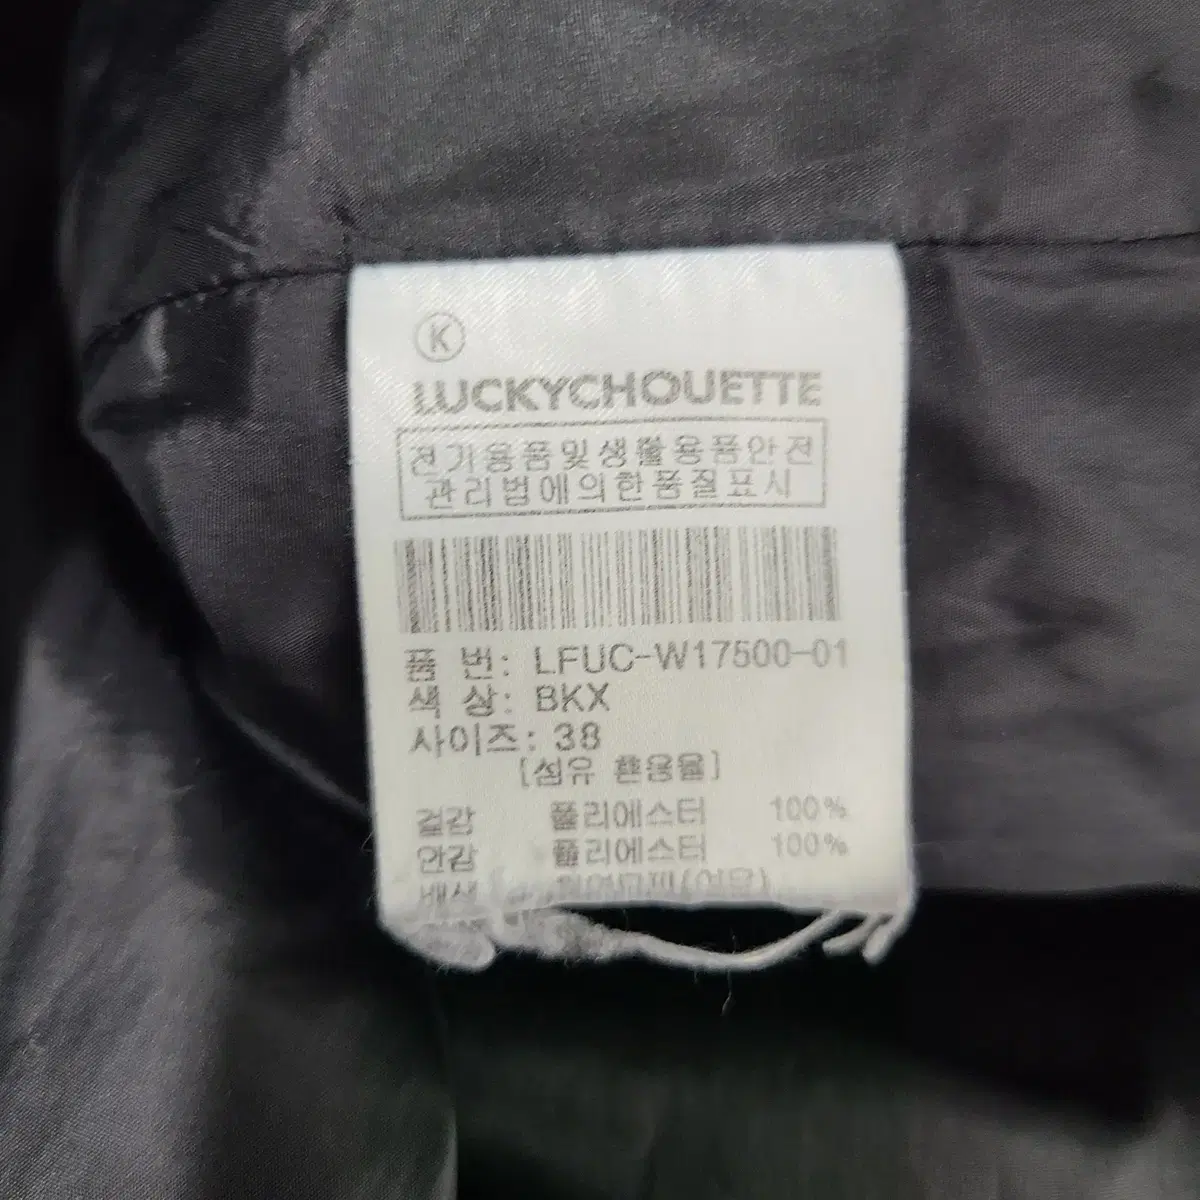 K
LUCKYCHOUETTE
전기용품및생활용품안전
관리법에의한품질표시
품 번: LFUC-W17500-01
색 상: BKX
사이즈: 38
[섬유 혼용율]
겉감 폴리에스터 100%
안감 폴리에스터 100%
배색